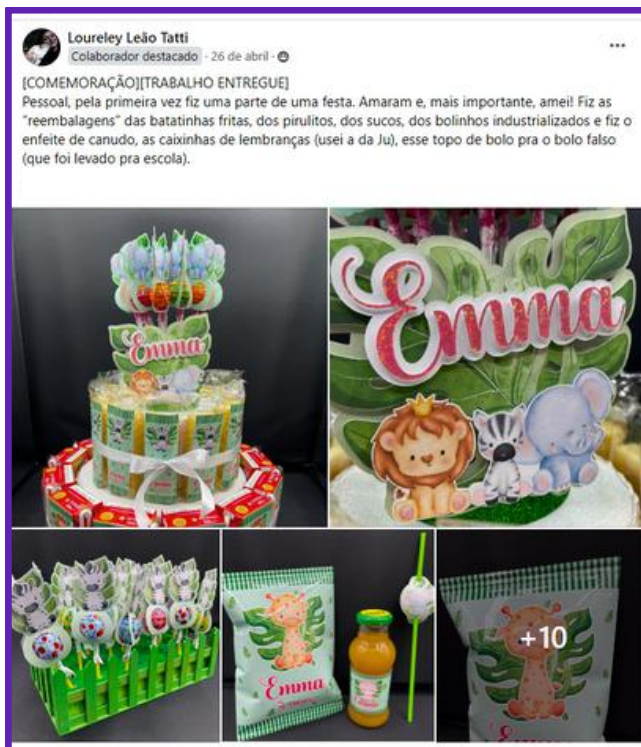 Loureley Leão Tatti
Colaborador destacado · 26 de abril ·
[COMEMORAÇÃO][TRABALHO ENTREGUE]
Pessoal, pela primeira vez fiz uma parte de uma festa. Amaram e, mais importante, amei! Fiz as
"reembalagens" das batatinhas fritas, dos pirulitos, dos sucos, dos bolinhos industrializados e fiz o
enfeite de canudo, as caixinhas de lembranças (usei a da Ju), esse topo de bolo pra o bolo falso
(que foi levado pra escola).
Emma
Emma
Emma
+10
Emma